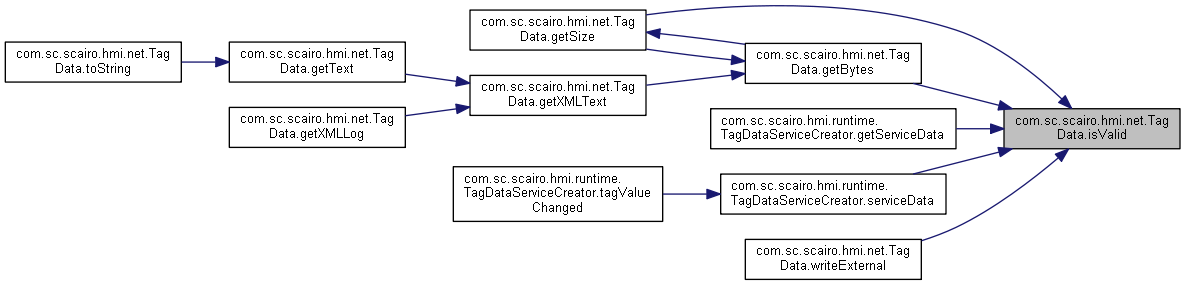 com.sc.scairo.hmi.net.Tag
Data.toString
com.sc.scairo.hmi.net.Tag
Data.getText
com.sc.scairo.hmi.net.Tag
Data.getXMLLog
com.sc.scairo.hmi.net.Tag
Data.getSize
com.sc.scairo.hmi.net.Tag
Data.getXMLText
com.sc.scairo.hmi.runtime.
TagDataServiceCreator.tagValue
Changed
com.sc.scairo.hmi.net.Tag
Data.getBytes
com.sc.scairo.hmi.runtime.
TagDataServiceCreator.getServiceData
com.sc.scairo.hmi.runtime.
TagDataServiceCreator.serviceData
com.sc.scairo.hmi.net.Tag
Data.writeExternal
com.sc.scairo.hmi.net.Tag
Data.isValid